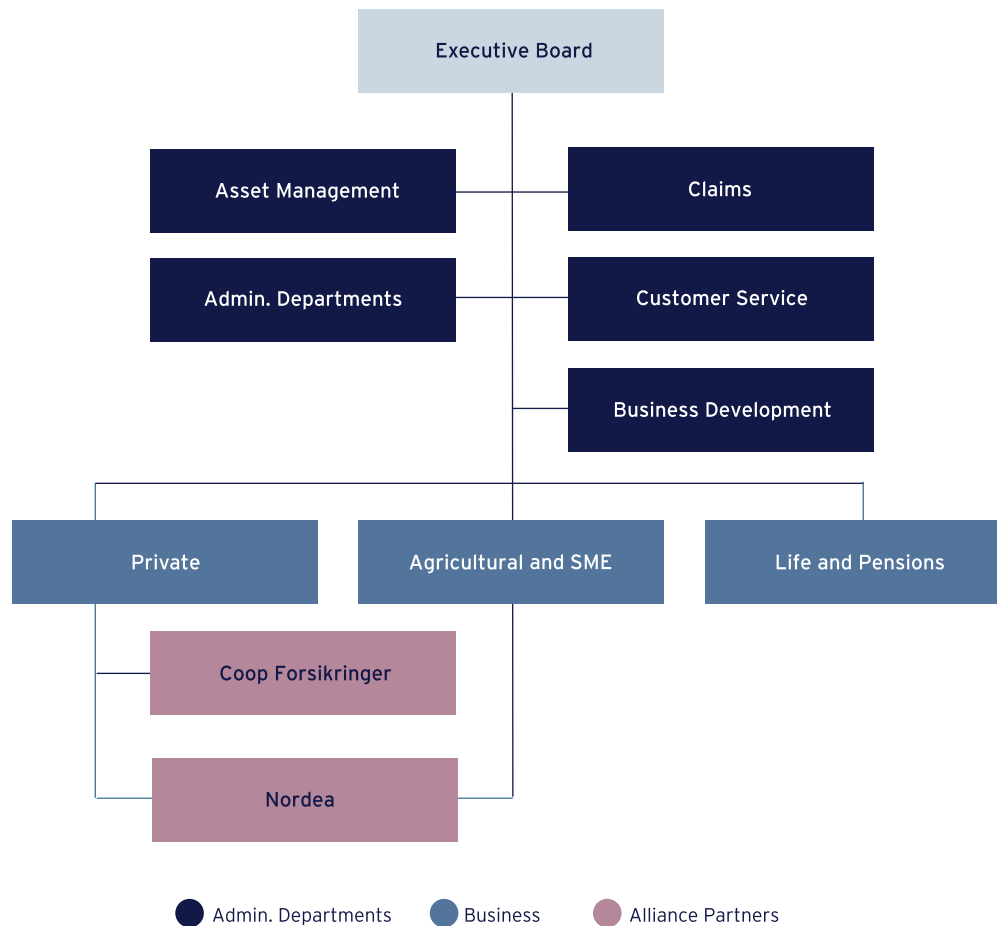 Executive Board
Asset Management
Claims
Admin. Departments
Customer Service
Business Development
Private
Agricultural and SME
Life and Pensions
Coop Forsikringer
Nordea
Admin. Departments
Business
Alliance Partners